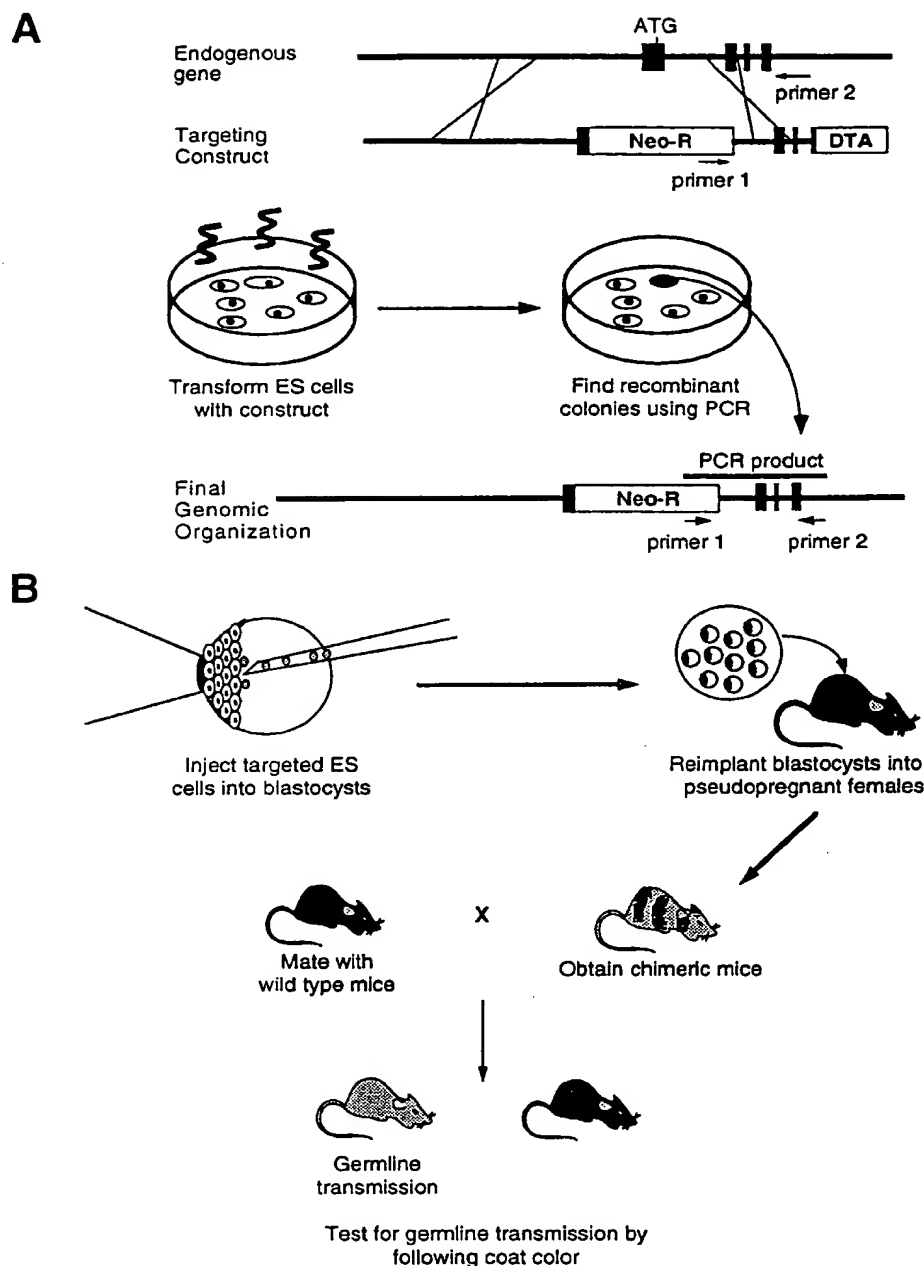 A
ATG
Endogenous
gene
primer 2
Targeting
Construct
Neo-R
DTA
primer 1
Transform ES cells
with construct
Find recombinant
colonies using PCR
PCR product
Final
Genomic
Organization
Neo-R
primer 1
primer 2
B
Inject targeted ES
cells into blastocysts
Reimplant blastocysts into
pseudopregnant females
X
Mate with
wild type mice
Obtain chimeric mice
Germline
transmission
Test for germline transmission by
following coat color